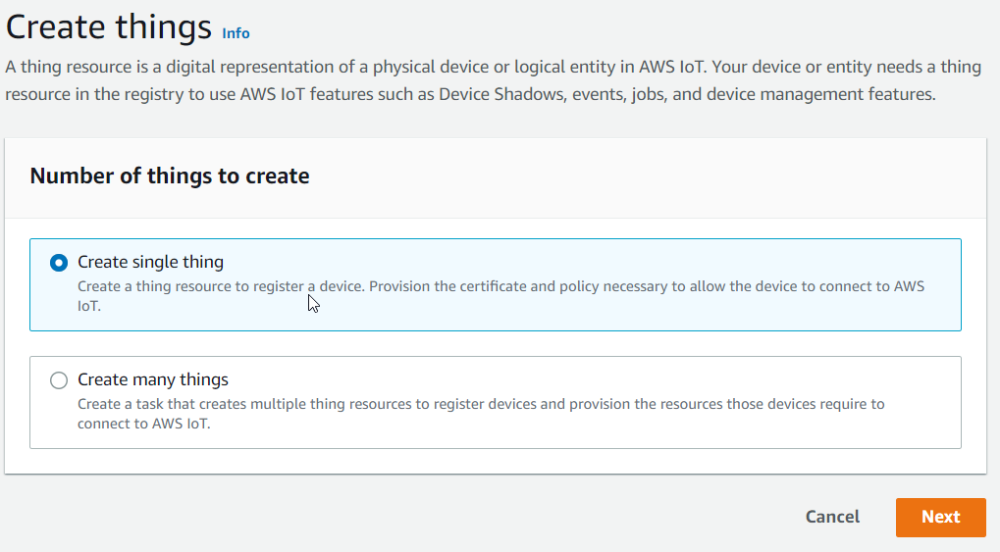 Create things Info
A thing resource is a digital representation of a physical device or logical entity in AWS IoT. Your device or entity needs a thing
resource in the registry to use AWS IoT features such as Device Shadows, events, jobs, and device management features.
Number of things to create
Create single thing
Create a thing resource to register a device. Provision the certificate and policy necessary to allow the device to connect to AWS
IoT.
Create many things
Create a task that creates multiple thing resources to register devices and provision the resources those devices require to
connect to AWS IoT.
Cancel Next